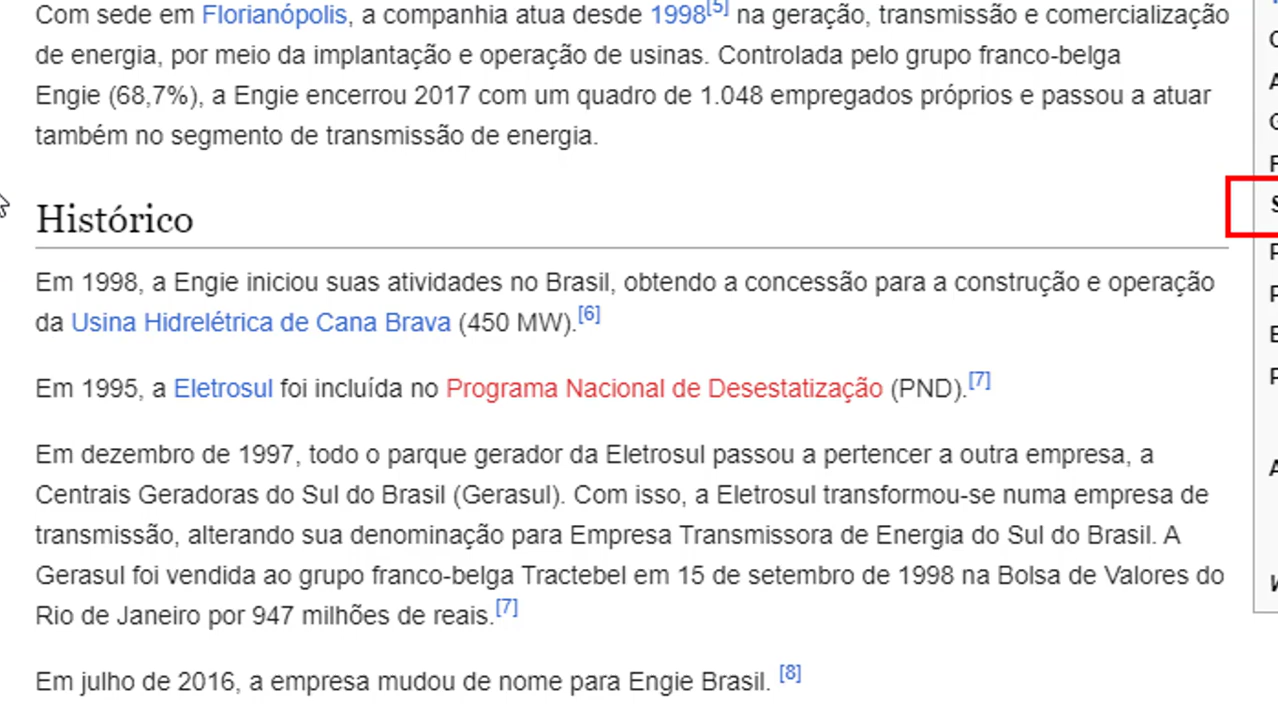 Com sede em Florianópolis, a companhia atua desde 1998[5] na geração, transmissão e comercialização
de energia, por meio da implantação e operação de usinas. Controlada pelo grupo franco-belga
Engie (68,7%), a Engie encerrou 2017 com um quadro de 1.048 empregados próprios e passou a atuar
também no segmento de transmissão de energia.
Histórico
Em 1998, a Engie iniciou suas atividades no Brasil, obtendo a concessão para a construção e operação
da Usina Hidrelétrica de Cana Brava (450 MW).[6]
Em 1995, a Eletrosul foi incluída no Programa Nacional de Desestatização (PND).[7]
Em dezembro de 1997, todo o parque gerador da Eletrosul passou a pertencer a outra empresa, a
Centrais Geradoras do Sul do Brasil (Gerasul). Com isso, a Eletrosul transformou-se numa empresa de
transmissão, alterando sua denominação para Empresa Transmissora de Energia do Sul do Brasil. A
Gerasul foi vendida ao grupo franco-belga Tractebel em 15 de setembro de 1998 na Bolsa de Valores do
Rio de Janeiro por 947 milhões de reais.[7]
Em julho de 2016, a empresa mudou de nome para Engie Brasil. [8]